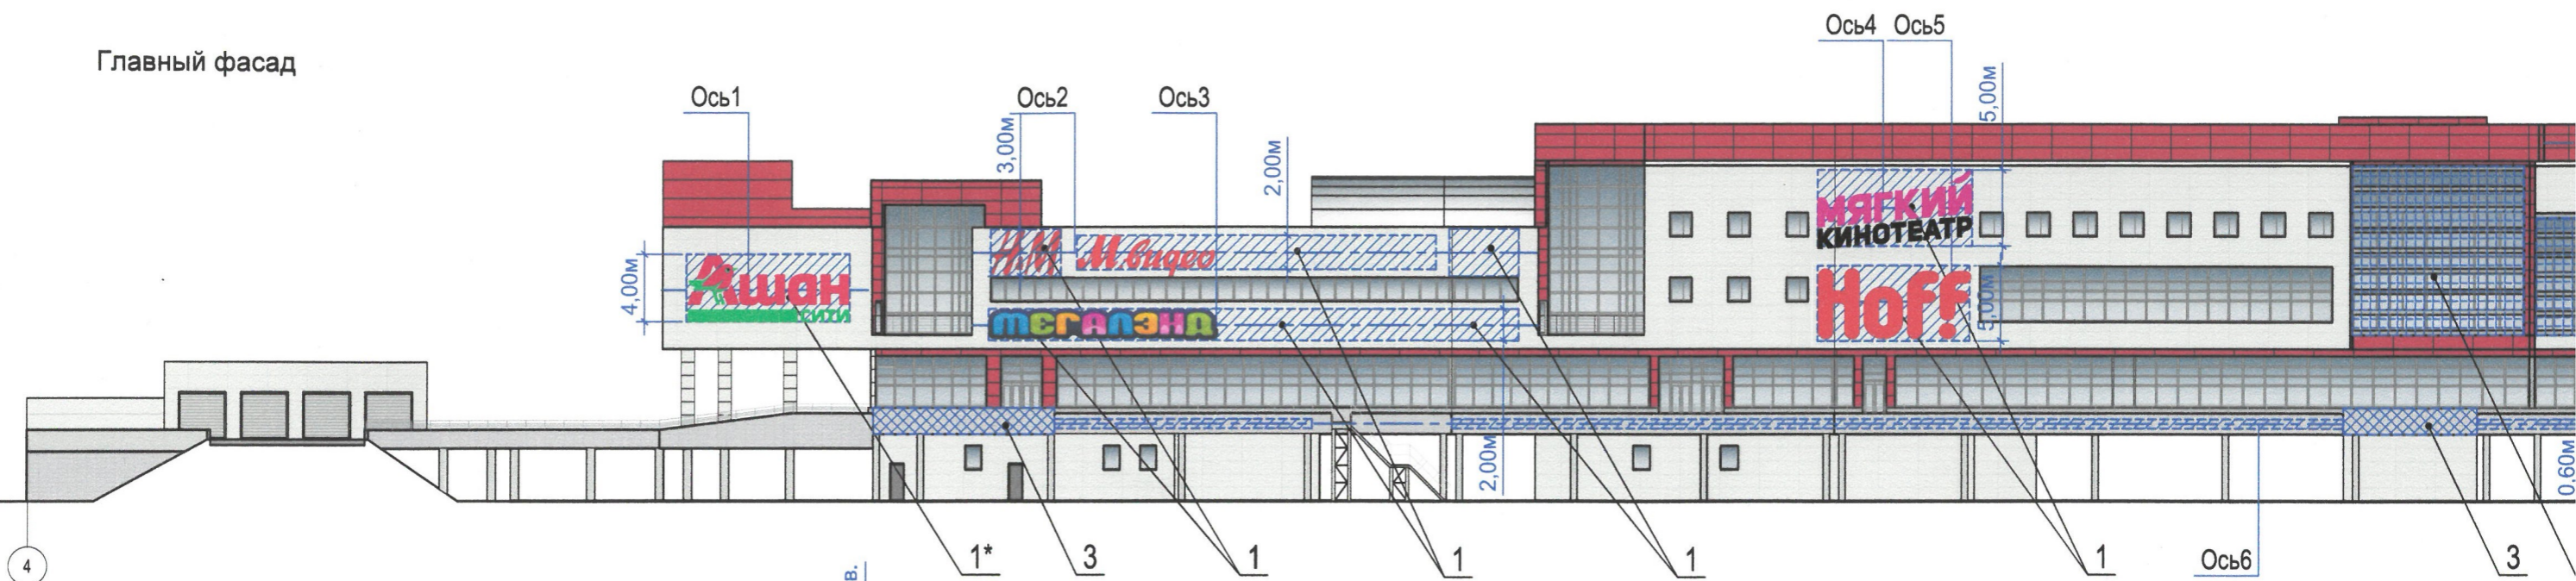 Главный фасад
Ось1
Ось2
Ось3
Ось4 Ось5
3,00м
2,00м
5,00м
4,00м
Ашан
СИТИ
H&M
М.видео
МЕГАЛЭНД
МЯГКИЙ
КИНОТЕАТР
Hoff
5,00м
2,00м
0,60м
4
в.
1*
3
1
1
1
1
Ось6
3